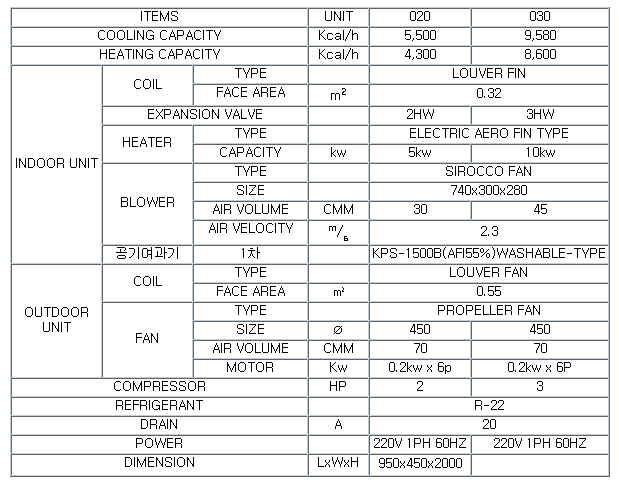 ITEMS UNIT 020 030
COOLING CAPACITY Kcal/h 5,500 9,580
HEATING CAPACITY Kcal/h 4,300 8,600
INDOOR UNIT COIL TYPE LOUVER FIN
FACE AREA m² 0.32
EXPANSION VALVE 2HW 3HW
HEATER TYPE ELECTRIC AERO FIN TYPE
CAPACITY kw 5kw 10kw
BLOWER TYPE SIROCCO FAN
SIZE 740x300x280
AIR VOLUME CMM 30 45
AIR VELOCITY m/s 2.3
공기여과기 1차 KPS-1500B(AFI55%)WASHABLE-TYPE
OUTDOOR UNIT COIL TYPE LOUVER FAN
FACE AREA m² 0.55
FAN TYPE PROPELLER FAN
SIZE Ø 450 450
AIR VOLUME CMM 70 70
MOTOR Kw 0.2kw x 6p 0.2kw x 6P
COMPRESSOR HP 2 3
REFRIGERANT R-22
DRAIN A 20
POWER 220V 1PH 60HZ 220V 1PH 60HZ
DIMENSION LxWxH 950x450x2000